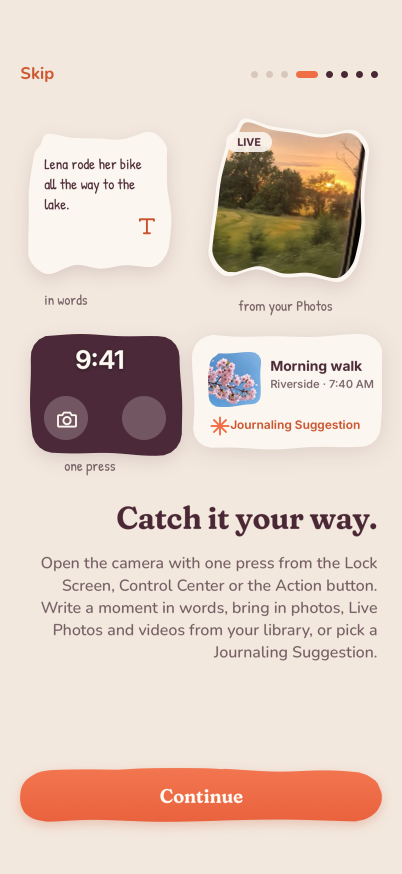 Skip
LIVE
Lena rode her bike
all the way to the
lake.
T
in words
from your Photos
9:41
Morning walk
Riverside · 7:40 AM
Journaling Suggestion
one press
Catch it your way.
Open the camera with one press from the Lock
Screen, Control Center or the Action button.
Write a moment in words, bring in photos, Live
Photos and videos from your library, or pick a
Journaling Suggestion.
Continue